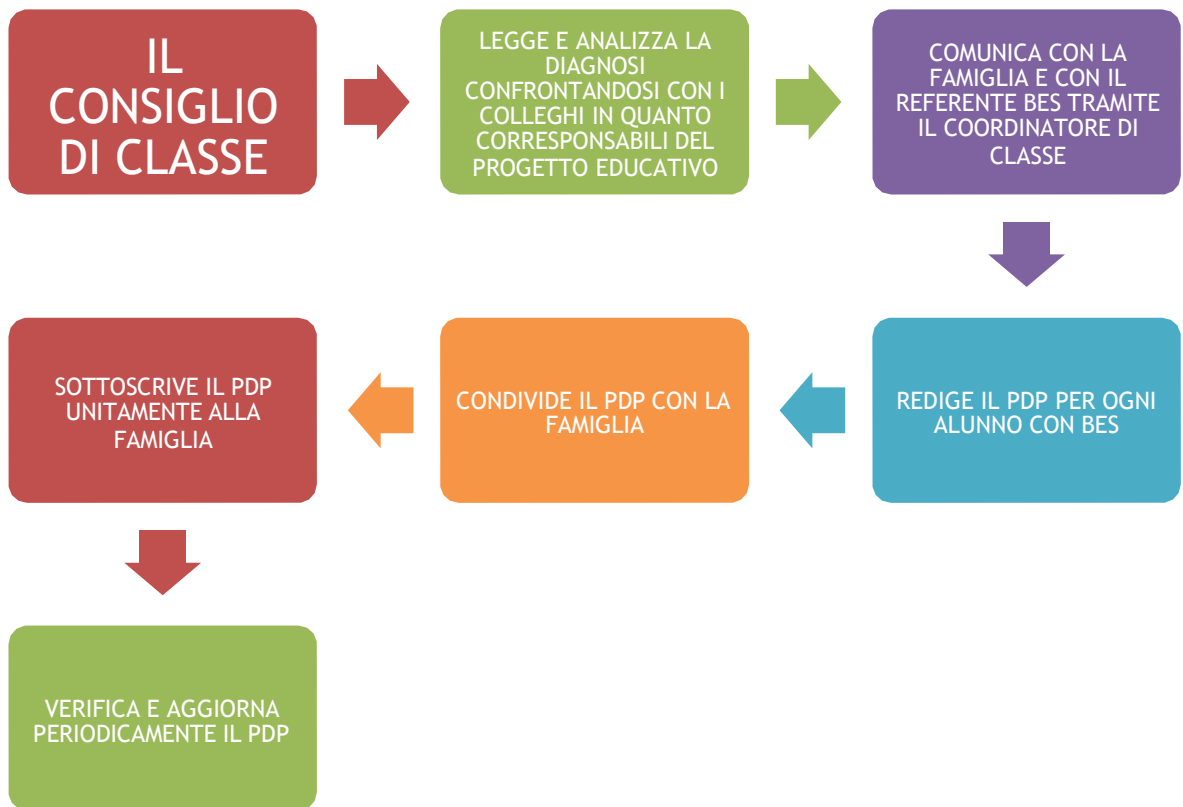 IL
CONSIGLIO
DI CLASSE
LEGGE E ANALIZZA LA
DIAGNOSI
CONFRONTANDOSI CON I
COLLEGHI IN QUANTO
CORRESPONSABILI DEL
PROGETTO EDUCATIVO
COMUNICA CON LA
FAMIGLIA E CON IL
REFERENTE BES TRAMITE
IL COORDINATORE DI
CLASSE
REDIGE IL PDP PER OGNI
ALUNNO CON BES
CONDIVIDE IL PDP CON LA
FAMIGLIA
SOTTOSCRIVE IL PDP
UNITAMENTE ALLA
FAMIGLIA
VERIFICA E AGGIORNA
PERIODICAMENTE IL PDP